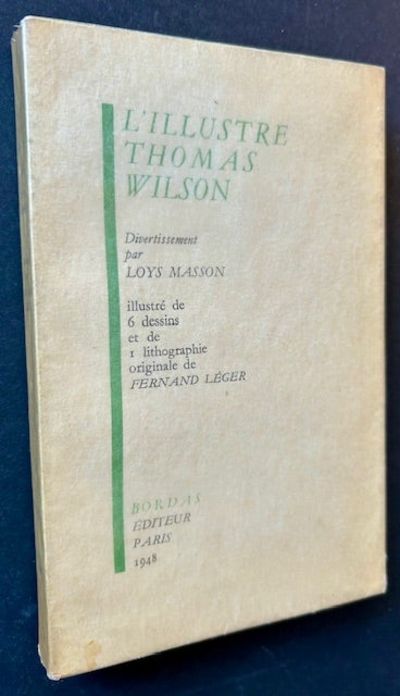 L'ILLUSTRE
THOMAS
WILSON
Divertissement
par
LOYS MASSON
illustré de
6 dessins
et de
1 lithographie
originale de
FERNAND LÉGER
BORDAS
ÉDITEUR
PARIS
1948